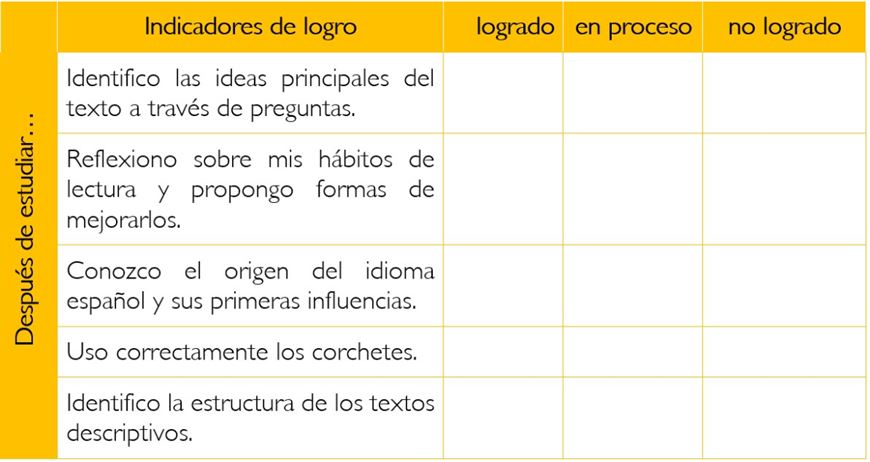 Indicadores de logro logrado en proceso no logrado
Después de estudiar…
Identifico las ideas principales del
texto a través de preguntas.
Reflexiono sobre mis hábitos de
lectura y propongo formas de
mejorarlos.
Conozco el origen del idioma
español y sus primeras influencias.
Uso correctamente los corchetes.
Identifico la estructura de los textos
descriptivos.